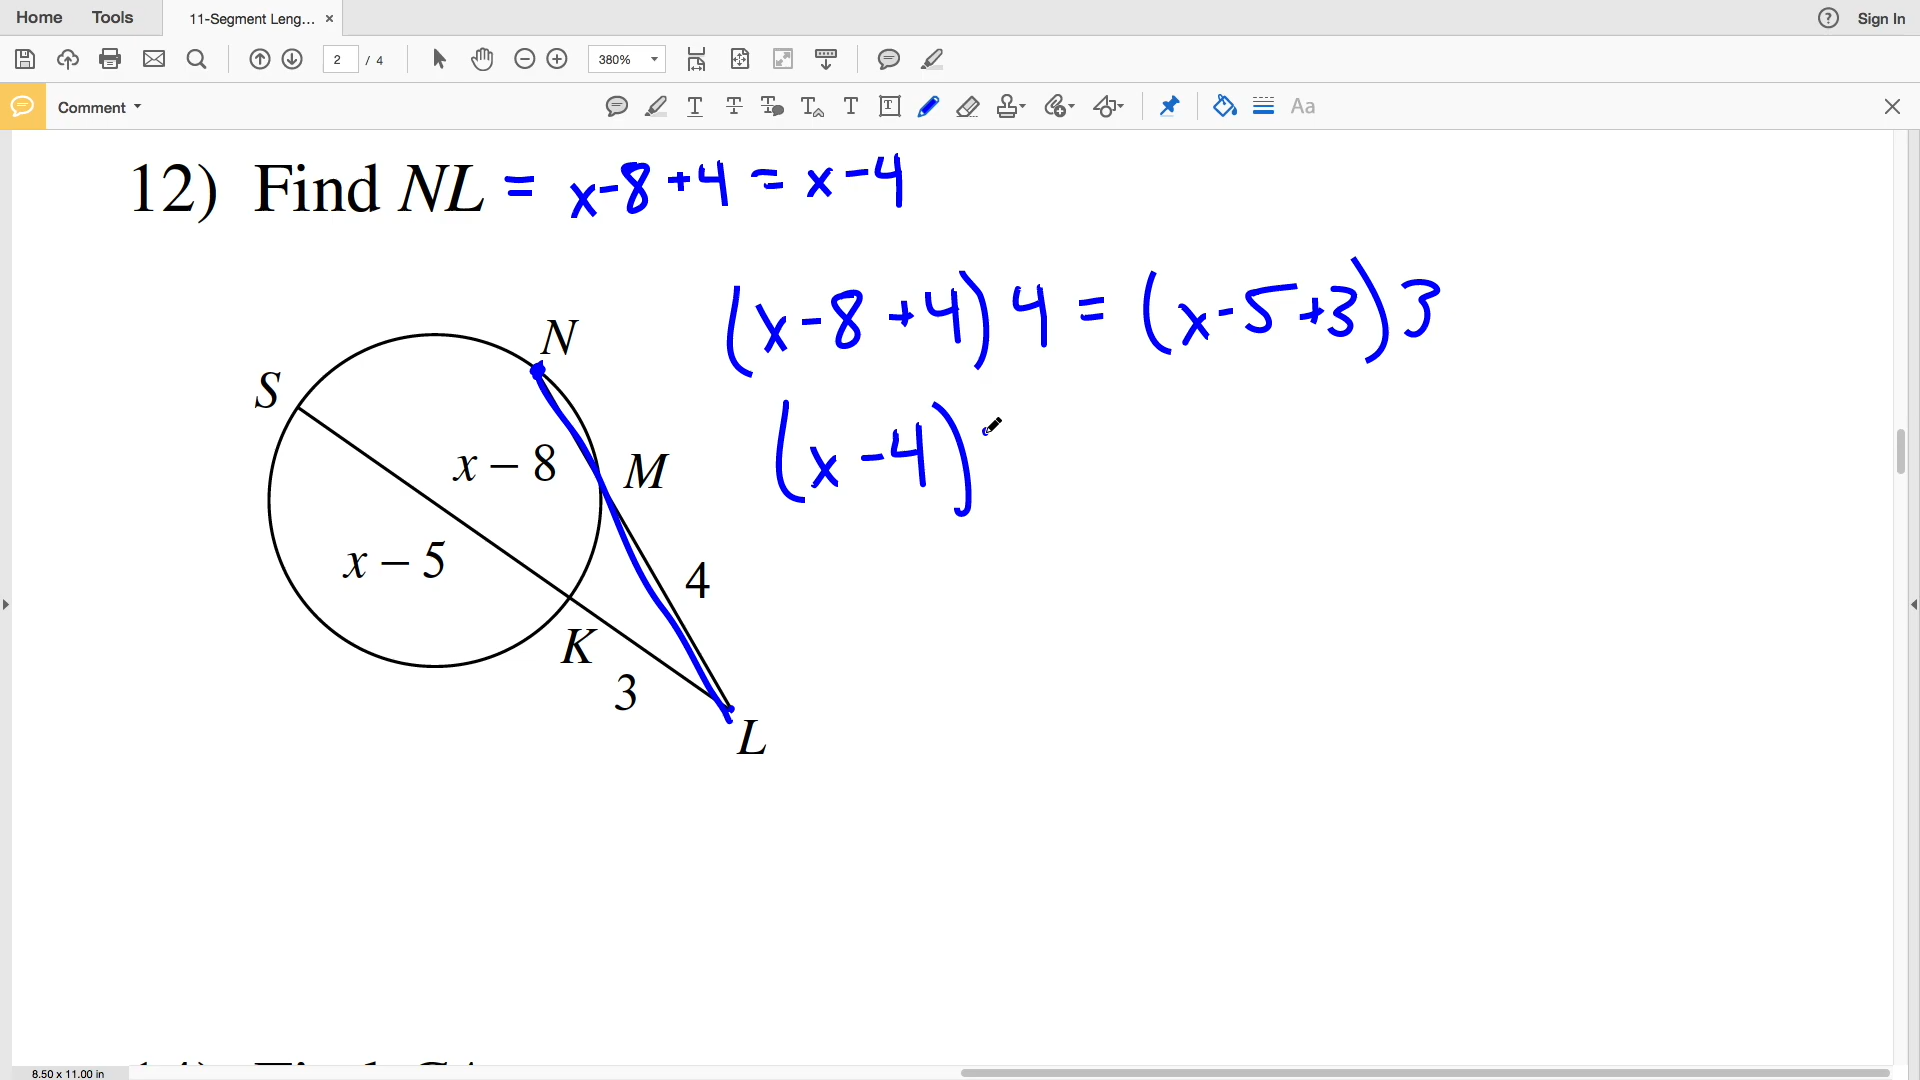 Home Tools 11-Segment Leng... × ? Sign In
2 / 4 380%
Comment T T T T T T Aa
12) Find NL = x-8+4 = x-4
(x-8+4)4 = (x-5+3)3
N
S
(x-4)
x − 8 M
x − 5
4
K
3
L
8.50 x 11.00 in